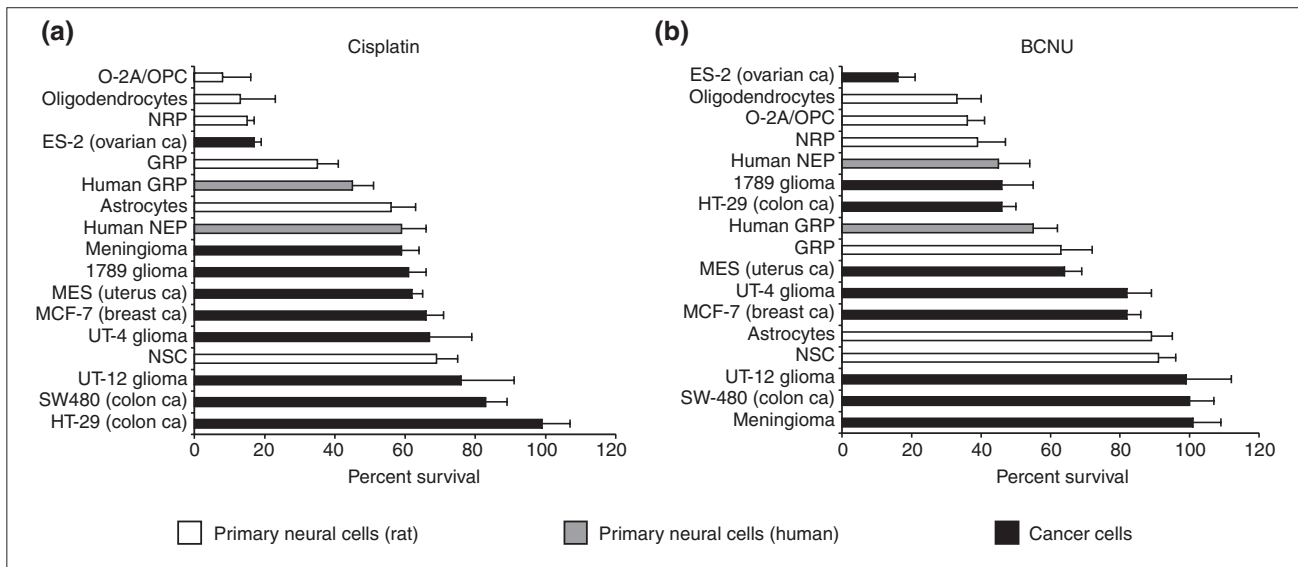 (a)
Cisplatin
O-2A/OPC
Oligodendrocytes
NRP
ES-2 (ovarian ca)
GRP
Human GRP
Astrocytes
Human NEP
Meningioma
1789 glioma
MES (uterus ca)
MCF-7 (breast ca)
UT-4 glioma
NSC
UT-12 glioma
SW480 (colon ca)
HT-29 (colon ca)
0 20 40 60 80 100 120
Percent survival
(b)
BCNU
ES-2 (ovarian ca)
Oligodendrocytes
O-2A/OPC
NRP
Human NEP
1789 glioma
HT-29 (colon ca)
Human GRP
GRP
MES (uterus ca)
UT-4 glioma
MCF-7 (breast ca)
Astrocytes
NSC
UT-12 glioma
SW-480 (colon ca)
Meningioma
0 20 40 60 80 100 120
Percent survival
Primary neural cells (rat)
Primary neural cells (human)
Cancer cells